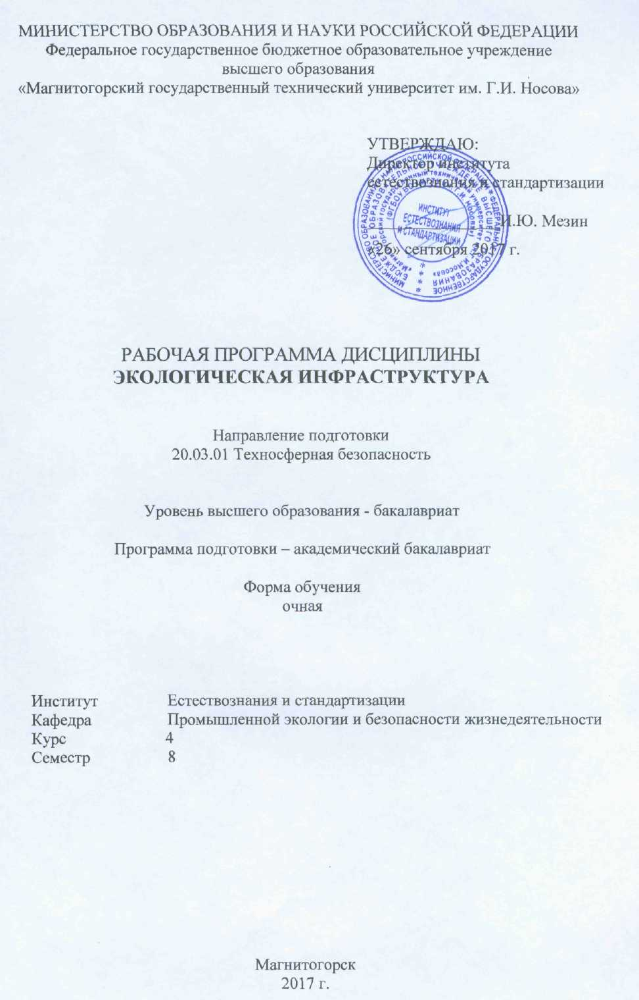 МИНИСТЕРСТВО ОБРАЗОВАНИЯ И НАУКИ РОССИЙСКОЙ ФЕДЕРАЦИИ
Федеральное государственное бюджетное образовательное учреждение
высшего образования
«Магнитогорский государственный технический университет им. Г.И. Носова»
УТВЕРЖДАЮ:
Директор института
естествознания и стандартизации
И.Ю. Мезин
«26» сентября 2017 г.
ИНСТИТУТ
ЕСТЕСТВОЗНАНИЯ
И СТАНДАРТИЗАЦИИ
РАБОЧАЯ ПРОГРАММА ДИСЦИПЛИНЫ
ЭКОЛОГИЧЕСКАЯ ИНФРАСТРУКТУРА
Направление подготовки
20.03.01 Техносферная безопасность
Уровень высшего образования - бакалавриат
Программа подготовки – академический бакалавриат
Форма обучения
очная
Институт Естествознания и стандартизации
Кафедра Промышленной экологии и безопасности жизнедеятельности
Курс 4
Семестр 8
Магнитогорск
2017 г.